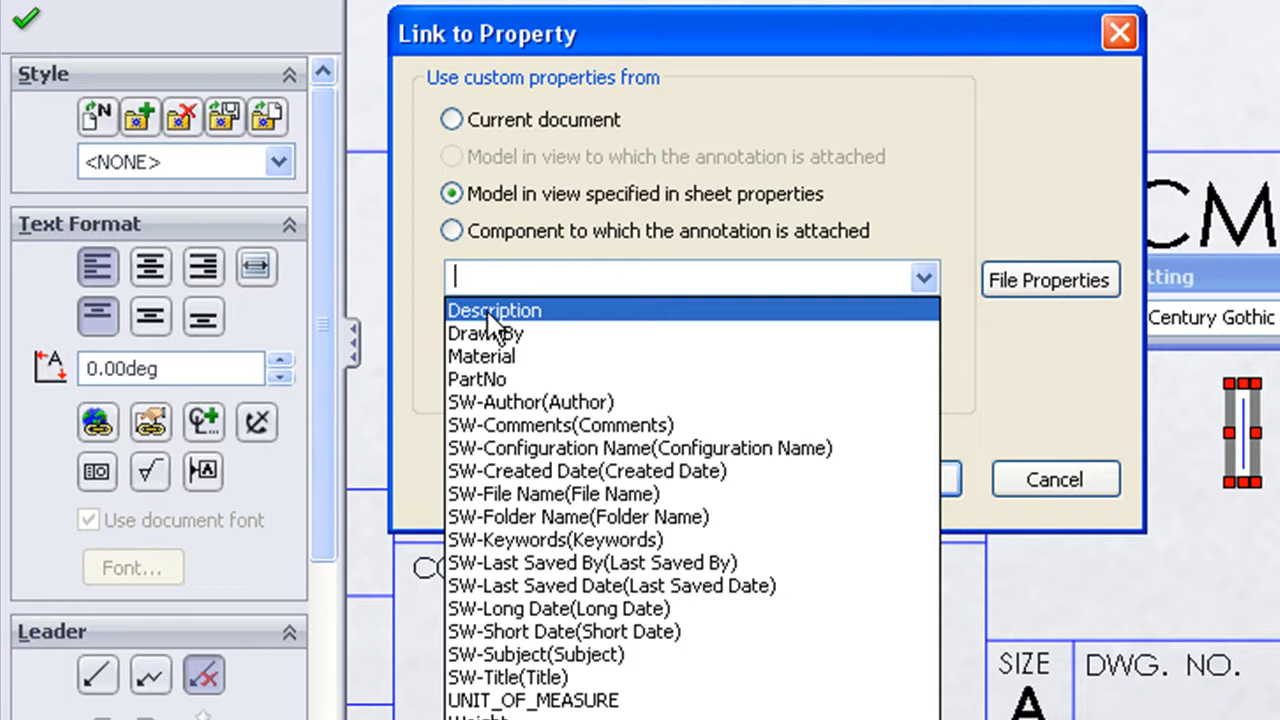 Style
N
<NONE>
Text Format
A
0.00deg
Use document font
Font...
Leader
Link to Property
Use custom properties from
Current document
Model in view to which the annotation is attached
Model in view specified in sheet properties
Component to which the annotation is attached
File Properties
Description
DrawnBy
Material
PartNo
SW-Author(Author)
SW-Comments(Comments)
SW-Configuration Name(Configuration Name)
SW-Created Date(Created Date)
SW-File Name(File Name)
SW-Folder Name(Folder Name)
SW-Keywords(Keywords)
SW-Last Saved By(Last Saved By)
SW-Last Saved Date(Last Saved Date)
SW-Long Date(Long Date)
SW-Short Date(Short Date)
SW-Subject(Subject)
SW-Title(Title)
UNIT_OF_MEASURE
Weight
Cancel
CM
tting
Century Gothic
CO
SIZE
A
DWG. NO.